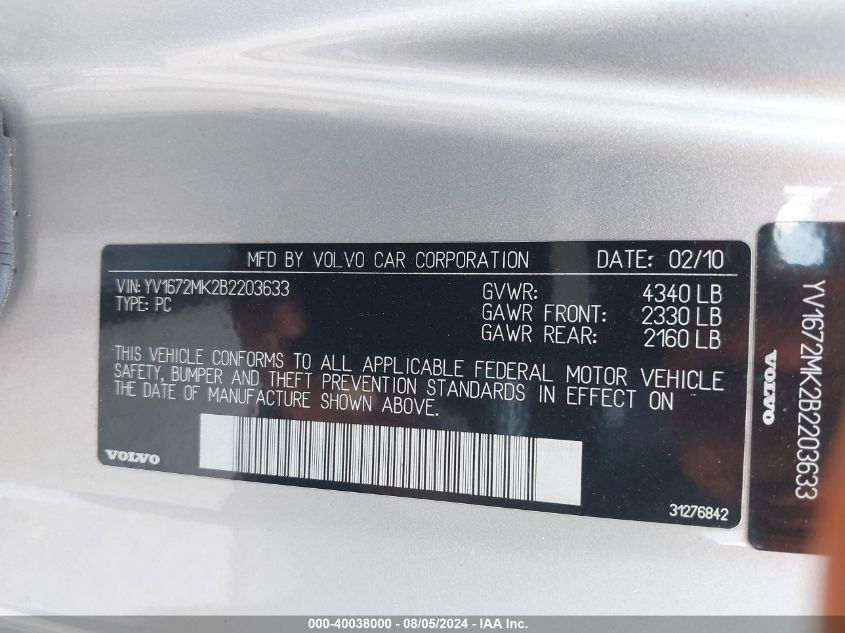 MFD BY VOLVO CAR CORPORATION DATE: 02/10
VIN: YV1672MK2B2203633
TYPE: PC
GVWR: 4340 LB
GAWR FRONT: 2330 LB
GAWR REAR: 2160 LB
THIS VEHICLE CONFORMS TO ALL APPLICABLE FEDERAL MOTOR VEHICLE
SAFETY, BUMPER AND THEFT PREVENTION STANDARDS IN EFFECT ON
THE DATE OF MANUFACTURE SHOWN ABOVE.
VOLVO
31276842
YV1672MK2B2203633
VOLVO
000-40038000 - 08/05/2024 - IAA Inc.